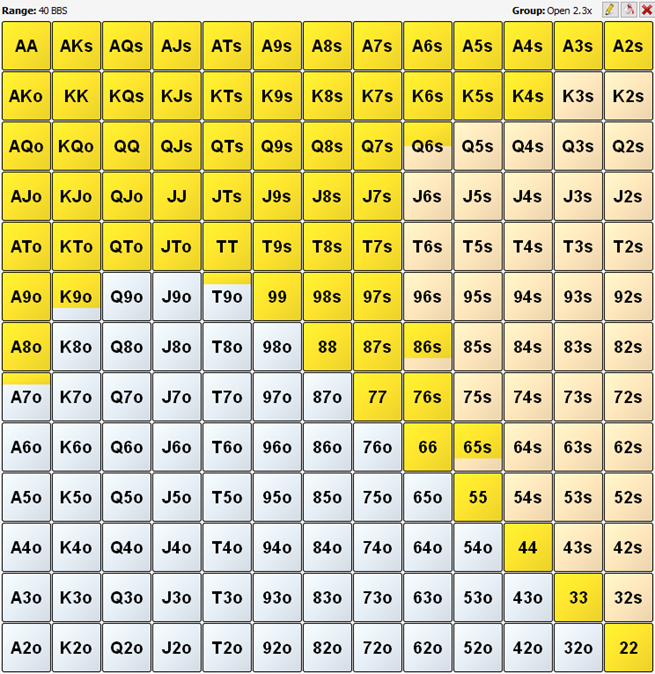 Range: 40 BBS Group: Open 2.3x
AA AKs AQs AJs ATs A9s A8s A7s A6s A5s A4s A3s A2s
AKo KK KQs KJs KTs K9s K8s K7s K6s K5s K4s K3s K2s
AQo KQo QQ QJs QTs Q9s Q8s Q7s Q6s Q5s Q4s Q3s Q2s
AJo KJo QJo JJ JTs J9s J8s J7s J6s J5s J4s J3s J2s
ATo KTo QTo JTo TT T9s T8s T7s T6s T5s T4s T3s T2s
A9o K9o Q9o J9o T9o 99 98s 97s 96s 95s 94s 93s 92s
A8o K8o Q8o J8o T8o 98o 88 87s 86s 85s 84s 83s 82s
A7o K7o Q7o J7o T7o 97o 87o 77 76s 75s 74s 73s 72s
A6o K6o Q6o J6o T6o 96o 86o 76o 66 65s 64s 63s 62s
A5o K5o Q5o J5o T5o 95o 85o 75o 65o 55 54s 53s 52s
A4o K4o Q4o J4o T4o 94o 84o 74o 64o 54o 44 43s 42s
A3o K3o Q3o J3o T3o 93o 83o 73o 63o 53o 43o 33 32s
A2o K2o Q2o J2o T2o 92o 82o 72o 62o 52o 42o 32o 22